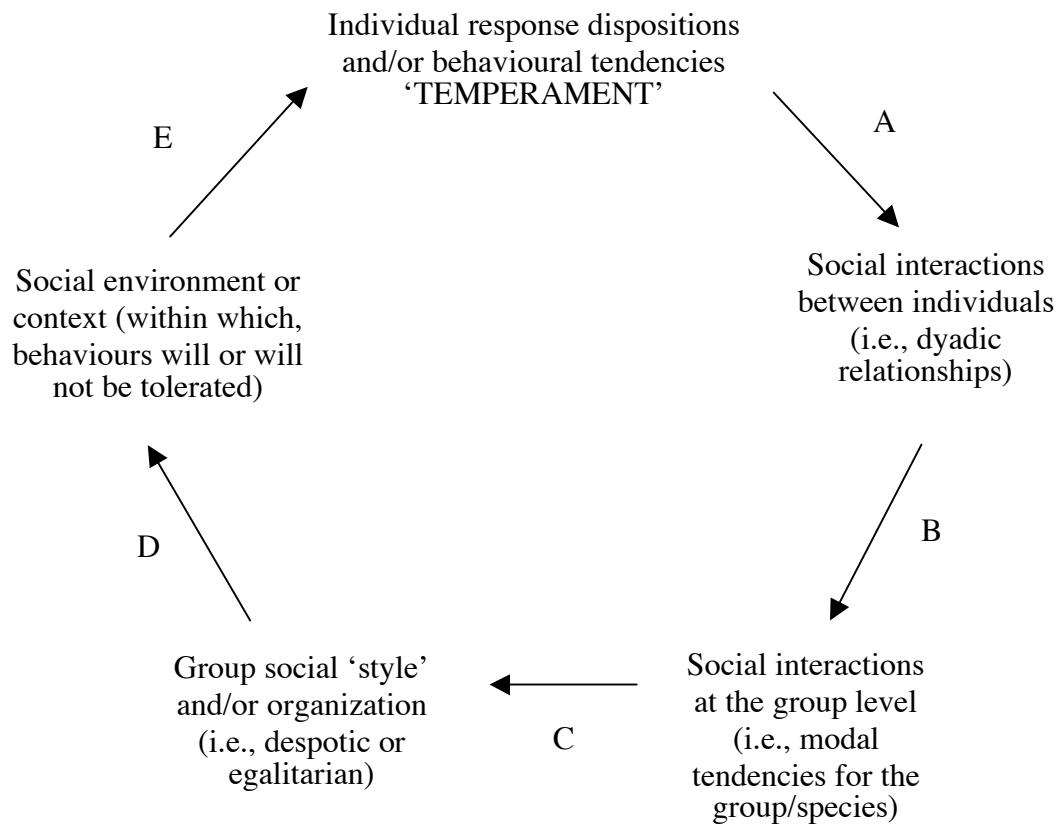 Individual response dispositions
and/or behavioural tendencies
‘TEMPERAMENT’
A
Social interactions
between individuals
(i.e., dyadic
relationships)
B
Social interactions
at the group level
(i.e., modal
tendencies for the
group/species)
C
Group social ‘style’
and/or organization
(i.e., despotic or
egalitarian)
D
Social environment or
context (within which,
behaviours will or will
not be tolerated)
E